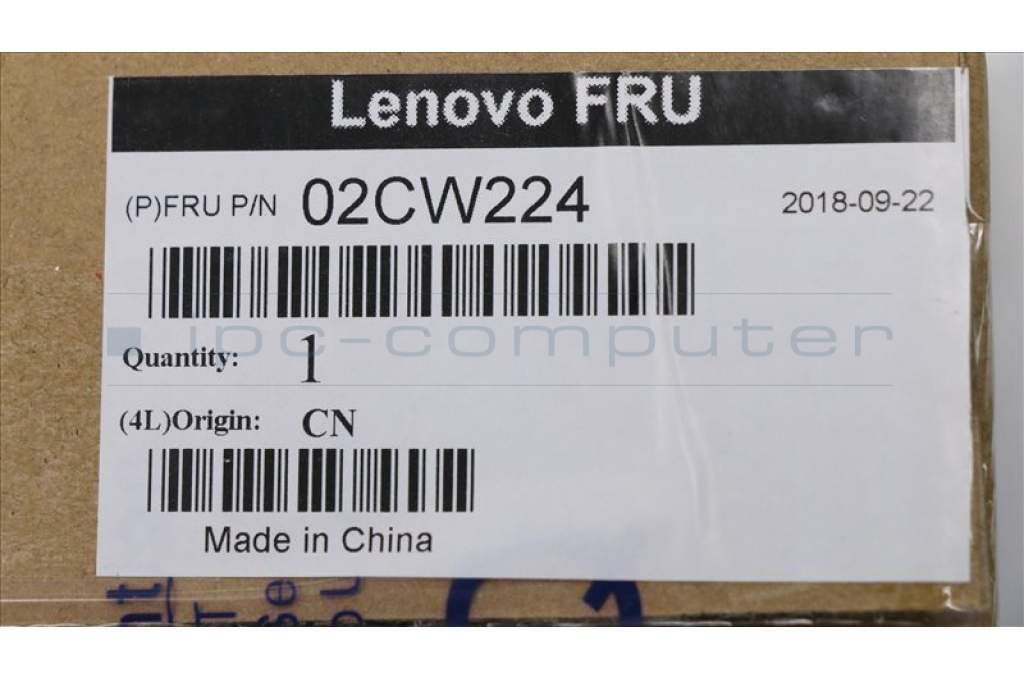 Lenovo FRU
(P)FRU P/N 02CW224 2018-09-22
ipc-computer
Quantity: 1
(4L)Origin: CN
Made in China